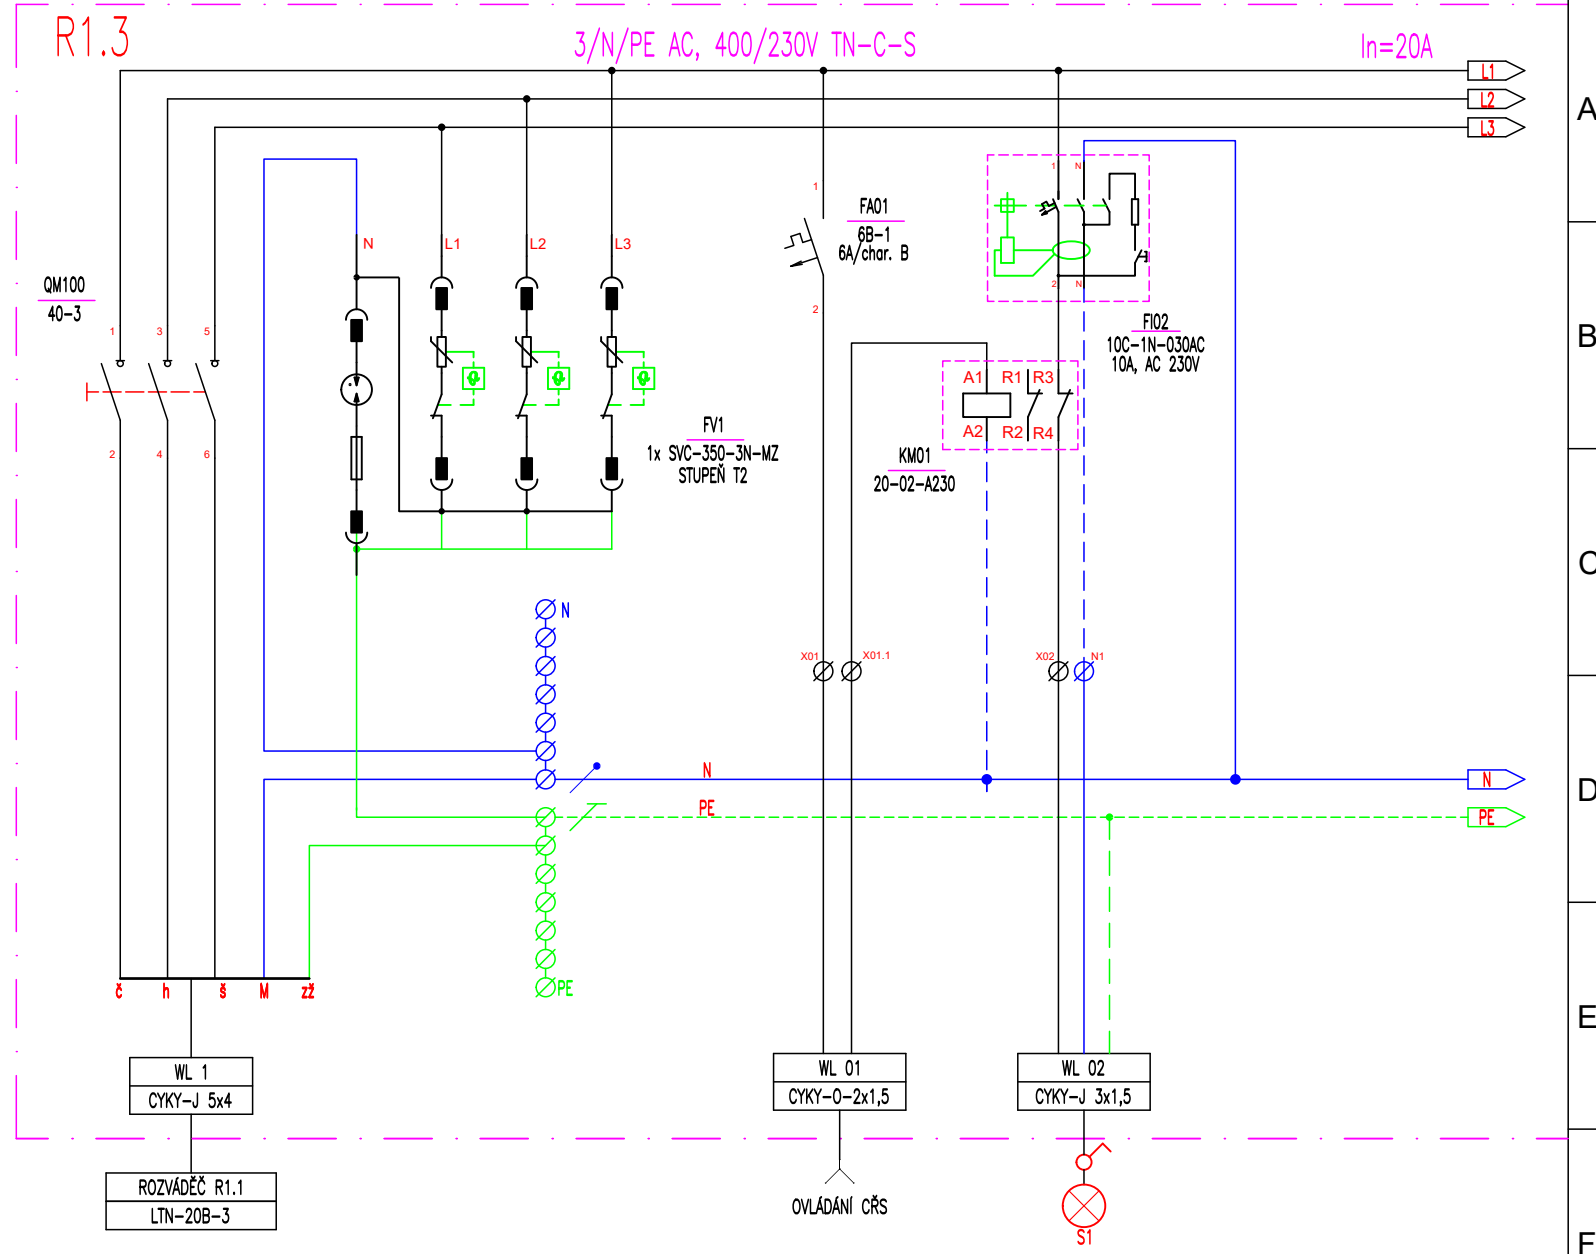 R1.3
3/N/PE AC, 400/230V TN-C-S
In=20A
L1
L2
L3
A
1
N
1
FA01
6B-1
6A/char. B
N
L1
L2
L3
QM100
40-3
2
N
2
FI02
10C-1N-030AC
10A, AC 230V
B
1
3
5
A1
R1
R3
A2
R2
R4
FV1
1x SVC-350-3N-MZ
STUPEŇ T2
KM01
20-02-A230
2
4
6
C
N
X01
X01.1
X02
N1
N
N
D
PE
PE
PE
č
h
š
M
zž
E
WL 1
CYKY-J 5x4
WL 01
CYKY-O-2x1,5
WL 02
CYKY-J 3x1,5
ROZVÁDĚČ R1.1
LTN-20B-3
OVLÁDÁNÍ CŘS
S1
F